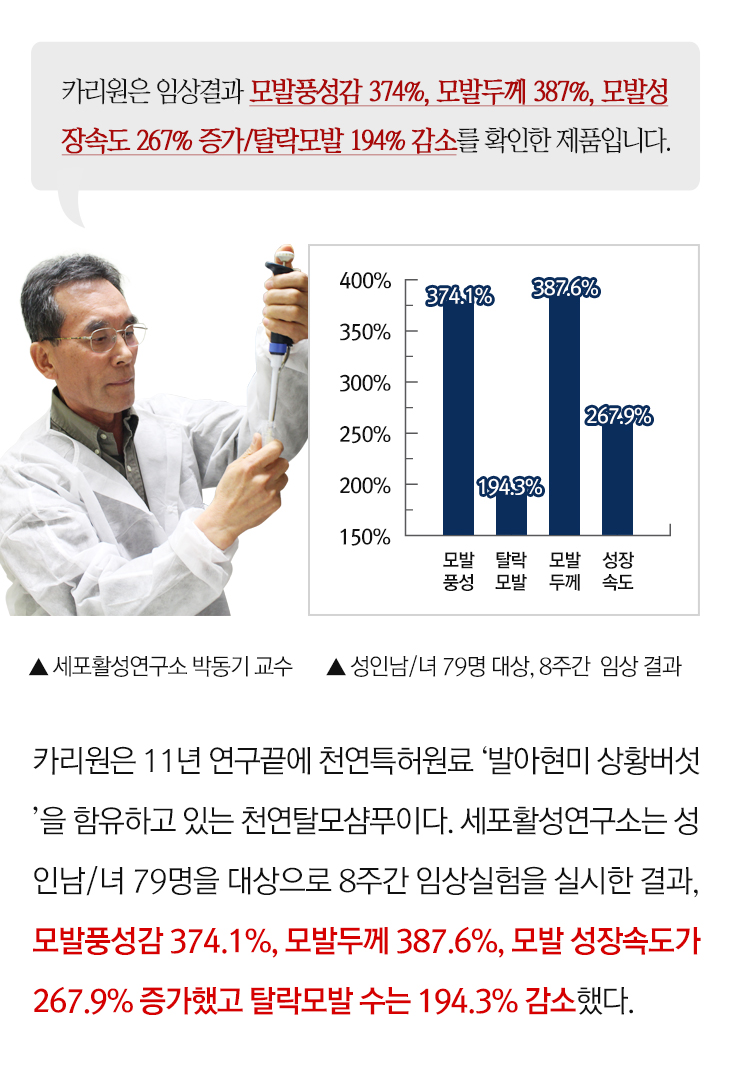 카리원은 임상결과 모발풍성감 374%, 모발두께 387%, 모발성
장속도 267% 증가/탈락모발 194% 감소를 확인한 제품입니다.
400%
350%
300%
250%
200%
150%
374.1%
194.3%
387.6%
267.9%
모발 탈락 모발 성장
풍성 모발 두께 속도
▲ 세포활성연구소 박동기 교수
▲ 성인남/녀 79명 대상, 8주간 임상 결과
카리원은 11년 연구끝에 천연특허원료 ‘발아현미 상황버섯
’을 함유하고 있는 천연탈모샴푸이다. 세포활성연구소는 성
인남/녀 79명을 대상으로 8주간 임상실험을 실시한 결과,
모발풍성감 374.1%, 모발두께 387.6%, 모발 성장속도가
267.9% 증가했고 탈락모발 수는 194.3% 감소했다.